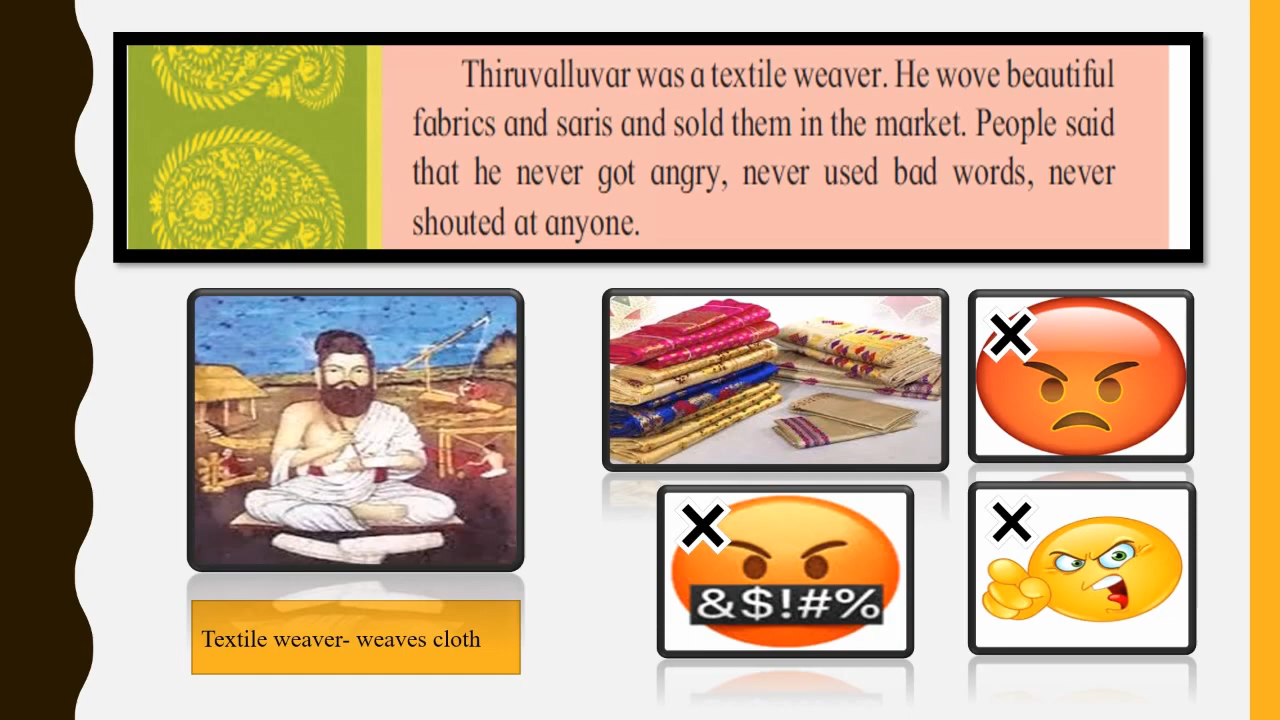 Thiruvalluvar was a textile weaver. He wove beautiful
fabrics and saris and sold them in the market. People said
that he never got angry, never used bad words, never
shouted at anyone.
&$!#%
Textile weaver- weaves cloth